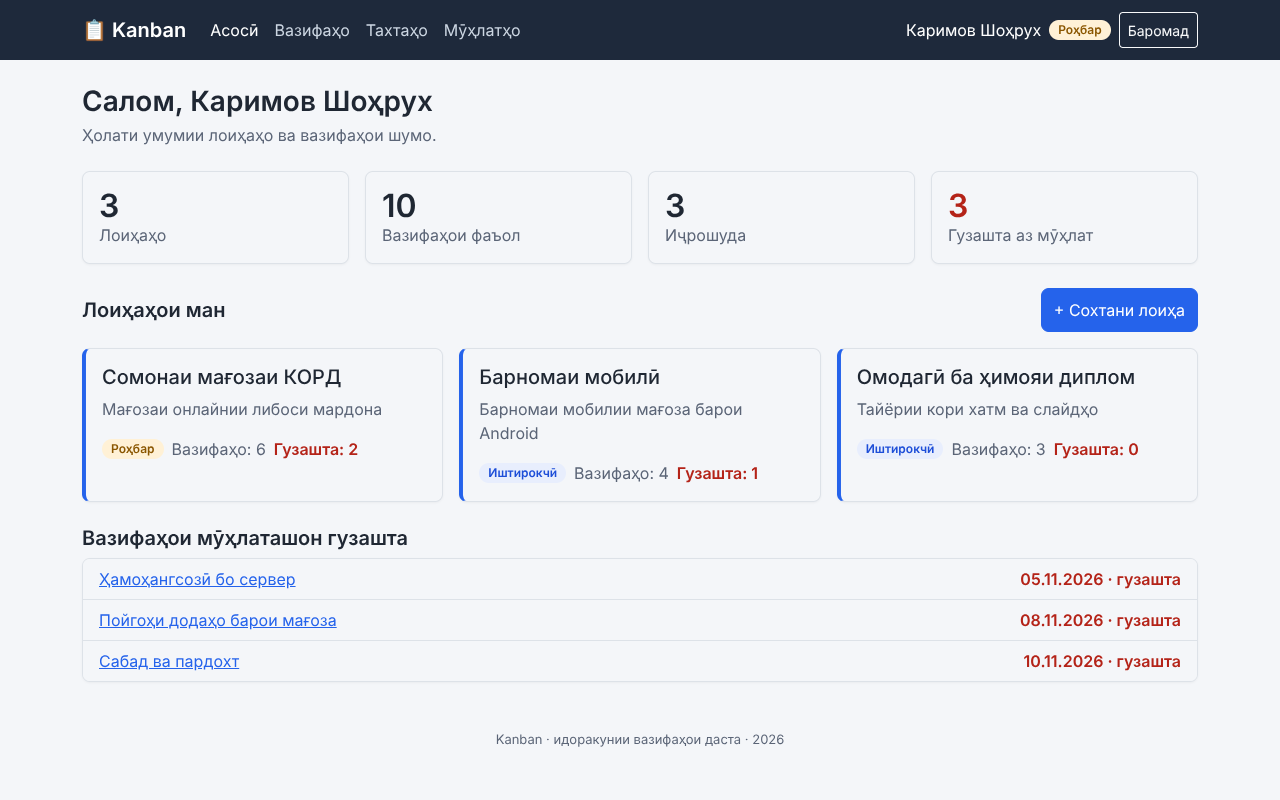 📋 Kanban Асосӣ Вазифаҳо Тахтаҳо Мӯҳлатҳо Каримов Шоҳрух Роҳбар Баромад
Салом, Каримов Шоҳрух
Ҳолати умумии лоиҳаҳо ва вазифаҳои шумо.
3
Лоиҳаҳо
10
Вазифаҳои фаъол
3
Иҷрошуда
3
Гузашта аз мӯҳлат
Лоиҳаҳои ман
+ Сохтани лоиҳа
Сомонаи мағозаи КОРД
Мағозаи онлайнии либоси мардона
Роҳбар Вазифаҳо: 6 Гузашта: 2
Барномаи мобилӣ
Барномаи мобилии мағоза барои
Android
Иштирокчӣ Вазифаҳо: 4 Гузашта: 1
Омодагӣ ба ҳимояи диплом
Тайёрии кори хатм ва слайдҳо
Иштирокчӣ Вазифаҳо: 3 Гузашта: 0
Вазифаҳои мӯҳлаташон гузашта
Ҳамоҳангсозӣ бо сервер 05.11.2026 · гузашта
Пойгоҳи додаҳо барои мағоза 08.11.2026 · гузашта
Сабад ва пардохт 10.11.2026 · гузашта
Kanban · идоракунии вазифаҳои даста · 2026